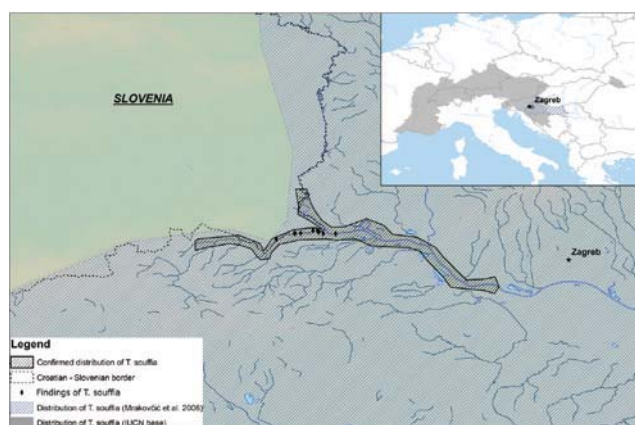 SLOVENIA
Zagreb
Zagreb
Legend
Confirmed distribution of T. souffia
Croatian - Slovenian border
Findings of T. souffia
Distribution of T. souffia (Mrakovčić et al. 2006)
Distribution of T. souffia (IUCN base)